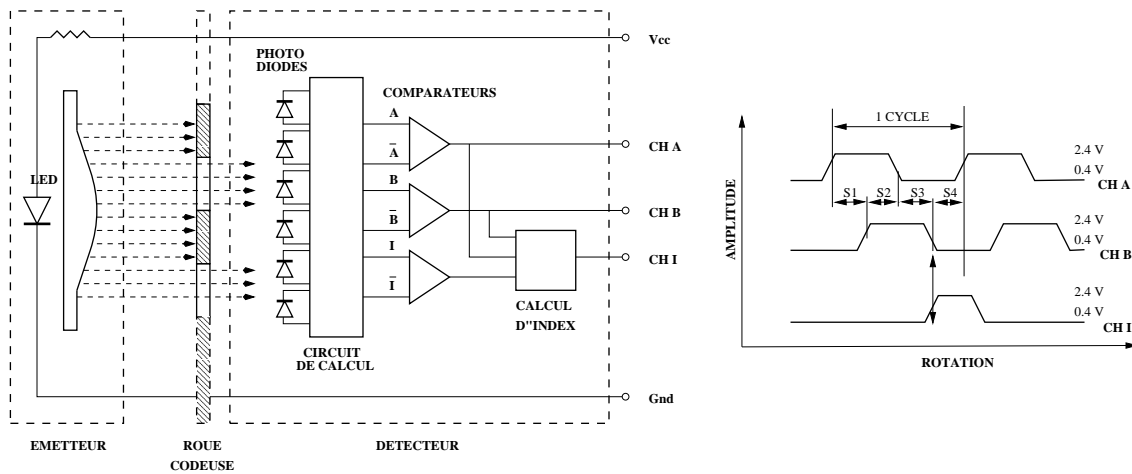 Vcc
PHOTO
DIODES
COMPARATEURS
A
A
B
B
I
I
LED
CH A
CH B
CH I
CALCUL
D"INDEX
CIRCUIT
DE CALCUL
Gnd
EMETTEUR
ROUE
CODEUSE
DETECTEUR
AMPLITUDE
1 CYCLE
2.4 V
0.4 V
CH A
S1 S2 S3 S4
2.4 V
0.4 V
CH B
2.4 V
0.4 V
CH I
ROTATION